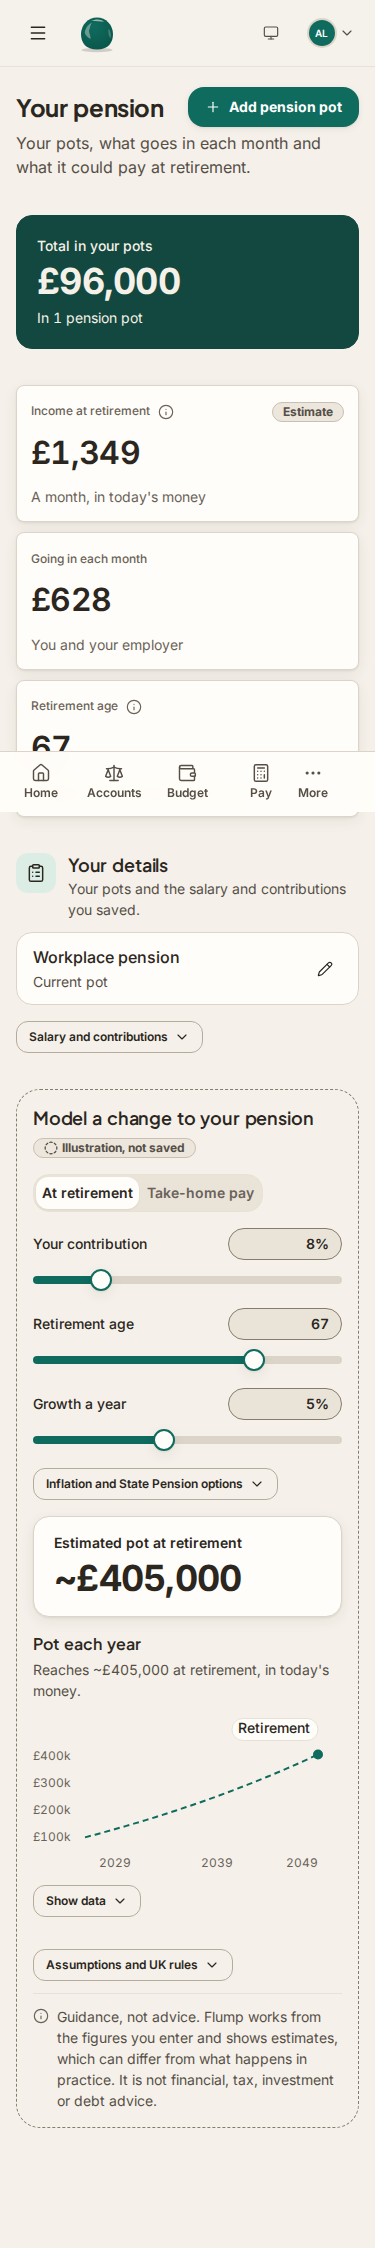 AL
Your pension
Add pension pot
Your pots, what goes in each month and
what it could pay at retirement.
Total in your pots
£96,000
In 1 pension pot
Income at retirement
Estimate
£1,349
A month, in today's money
Going in each month
£628
You and your employer
Retirement age
67
Home
Accounts
Budget
Pay
More
Your details
Your pots and the salary and contributions
you saved.
Workplace pension
Current pot
Salary and contributions
Model a change to your pension
Illustration, not saved
At retirement
Take-home pay
Your contribution
8%
Retirement age
67
Growth a year
5%
Inflation and State Pension options
Estimated pot at retirement
~£405,000
Pot each year
Reaches ~£405,000 at retirement, in today's
money.
Retirement
£400k
£300k
£200k
£100k
2029
2039
2049
Show data
Assumptions and UK rules
Guidance, not advice. Flump works from
the figures you enter and shows estimates,
which can differ from what happens in
practice. It is not financial, tax, investment
or debt advice.